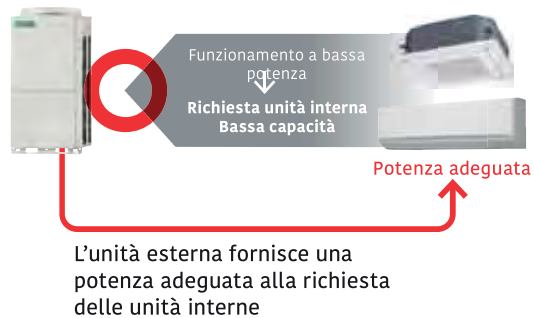 Funzionamento a bassa
potenza
Richiesta unità interna
Bassa capacità
Potenza adeguata
L’unità esterna fornisce una
potenza adeguata alla richiesta
delle unità interne